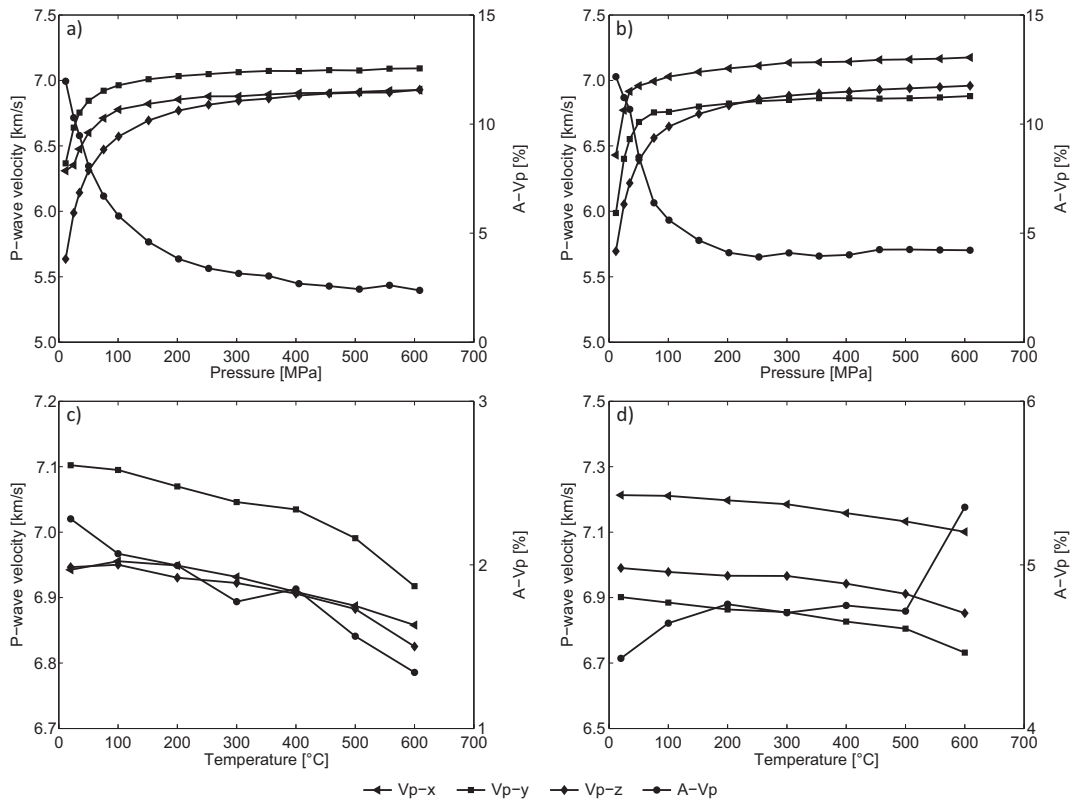 7.5 15 7.5 15
a) b)
7.0 7.0
10 10
6.5 6.5
P−wave velocity [km/s] A−Vp [%] P−wave velocity [km/s] A−Vp [%]
6.0 6.0
5 5
5.5 5.5
5.0 0 5.0 0
0 100 200 300 400 500 600 700 0 100 200 300 400 500 600 700
Pressure [MPa] Pressure [MPa]
7.2 3 7.5 6
c) d)
7.1 7.3
7.0 7.1
P−wave velocity [km/s] 2 A−Vp [%] P−wave velocity [km/s] 5 A−Vp [%]
6.9 6.9
6.8 6.7
6.7 1 6.5 4
0 100 200 300 400 500 600 700 0 100 200 300 400 500 600 700
Temperature [°C] Temperature [°C]
Vp−x Vp−y Vp−z A−Vp